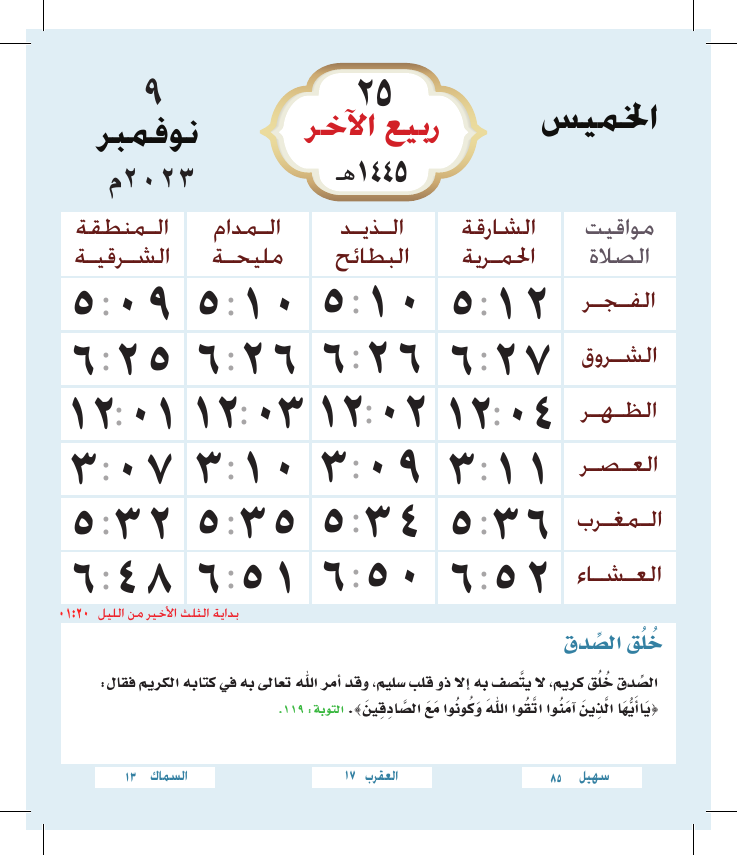 الخميس
٢٥
ربيع الآخر
١٤٤٥هـ
٩
نوفمبر
٢٠٢٣م
مواقيت الصلاة	الشارقة الحمرية	الذيد البطائح	المدام مليحة	المنطقة الشرقية
الفجر	٥:١٢	٥:١٠	٥:١٠	٥:٠٩
الشروق	٦:٢٧	٦:٢٦	٦:٢٦	٦:٢٥
الظهر	١٢:٠٤	١٢:٠٢	١٢:٠٣	١٢:٠١
العصر	٣:١١	٣:٠٩	٣:١٠	٣:٠٧
المغرب	٥:٣٦	٥:٣٤	٥:٣٥	٥:٣٢
العشاء	٦:٥٢	٦:٥٠	٦:٥١	٦:٤٨
بداية الثلث الأخير من الليل ٠١:٢٠
خُلُق الصِّدق
الصِّدق خُلُق كريم، لا يتَّصف به إلا ذو قلب سليم، وقد أمر الله تعالى به في كتابه الكريم فقال:
﴿يَا أَيُّهَا الَّذِينَ آمَنُوا اتَّقُوا اللَّهَ وَكُونُوا مَعَ الصَّادِقِينَ﴾. التوبة: ١١٩.
سهيل ٨٥
العقرب ١٧
السماك ١٣